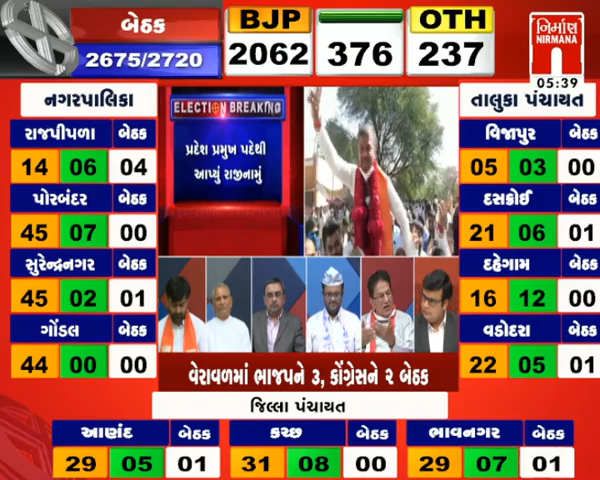 બેઠક
2675/2720
BJP
2062
376
OTH
237
નિર્માણ
NIRMANA
05:39
નગરપાલિકા
રાજપીપળા બેઠક
14 06 04
પોરબંદર બેઠક
45 07 00
સુરેન્દ્રનગર બેઠક
45 02 01
ગોંડલ બેઠક
44 00 00
ELECTION BREAKING
પ્રદેશ પ્રમુખ પદેથી
આપ્યું રાજીનામું
તાલુકા પંચાયત
વિજાપુર બેઠક
05 03 00
દસક્રોઈ બેઠક
21 06 01
દહેગામ બેઠક
16 12 00
વડોદરા બેઠક
22 05 01
વેરાવળમાં ભાજપને ૩, કોંગ્રેસને ૨ બેઠક
જિલ્લા પંચાયત
આણંદ બેઠક
29 05 01
કચ્છ બેઠક
31 08 00
ભાવનગર બેઠક
29 07 01